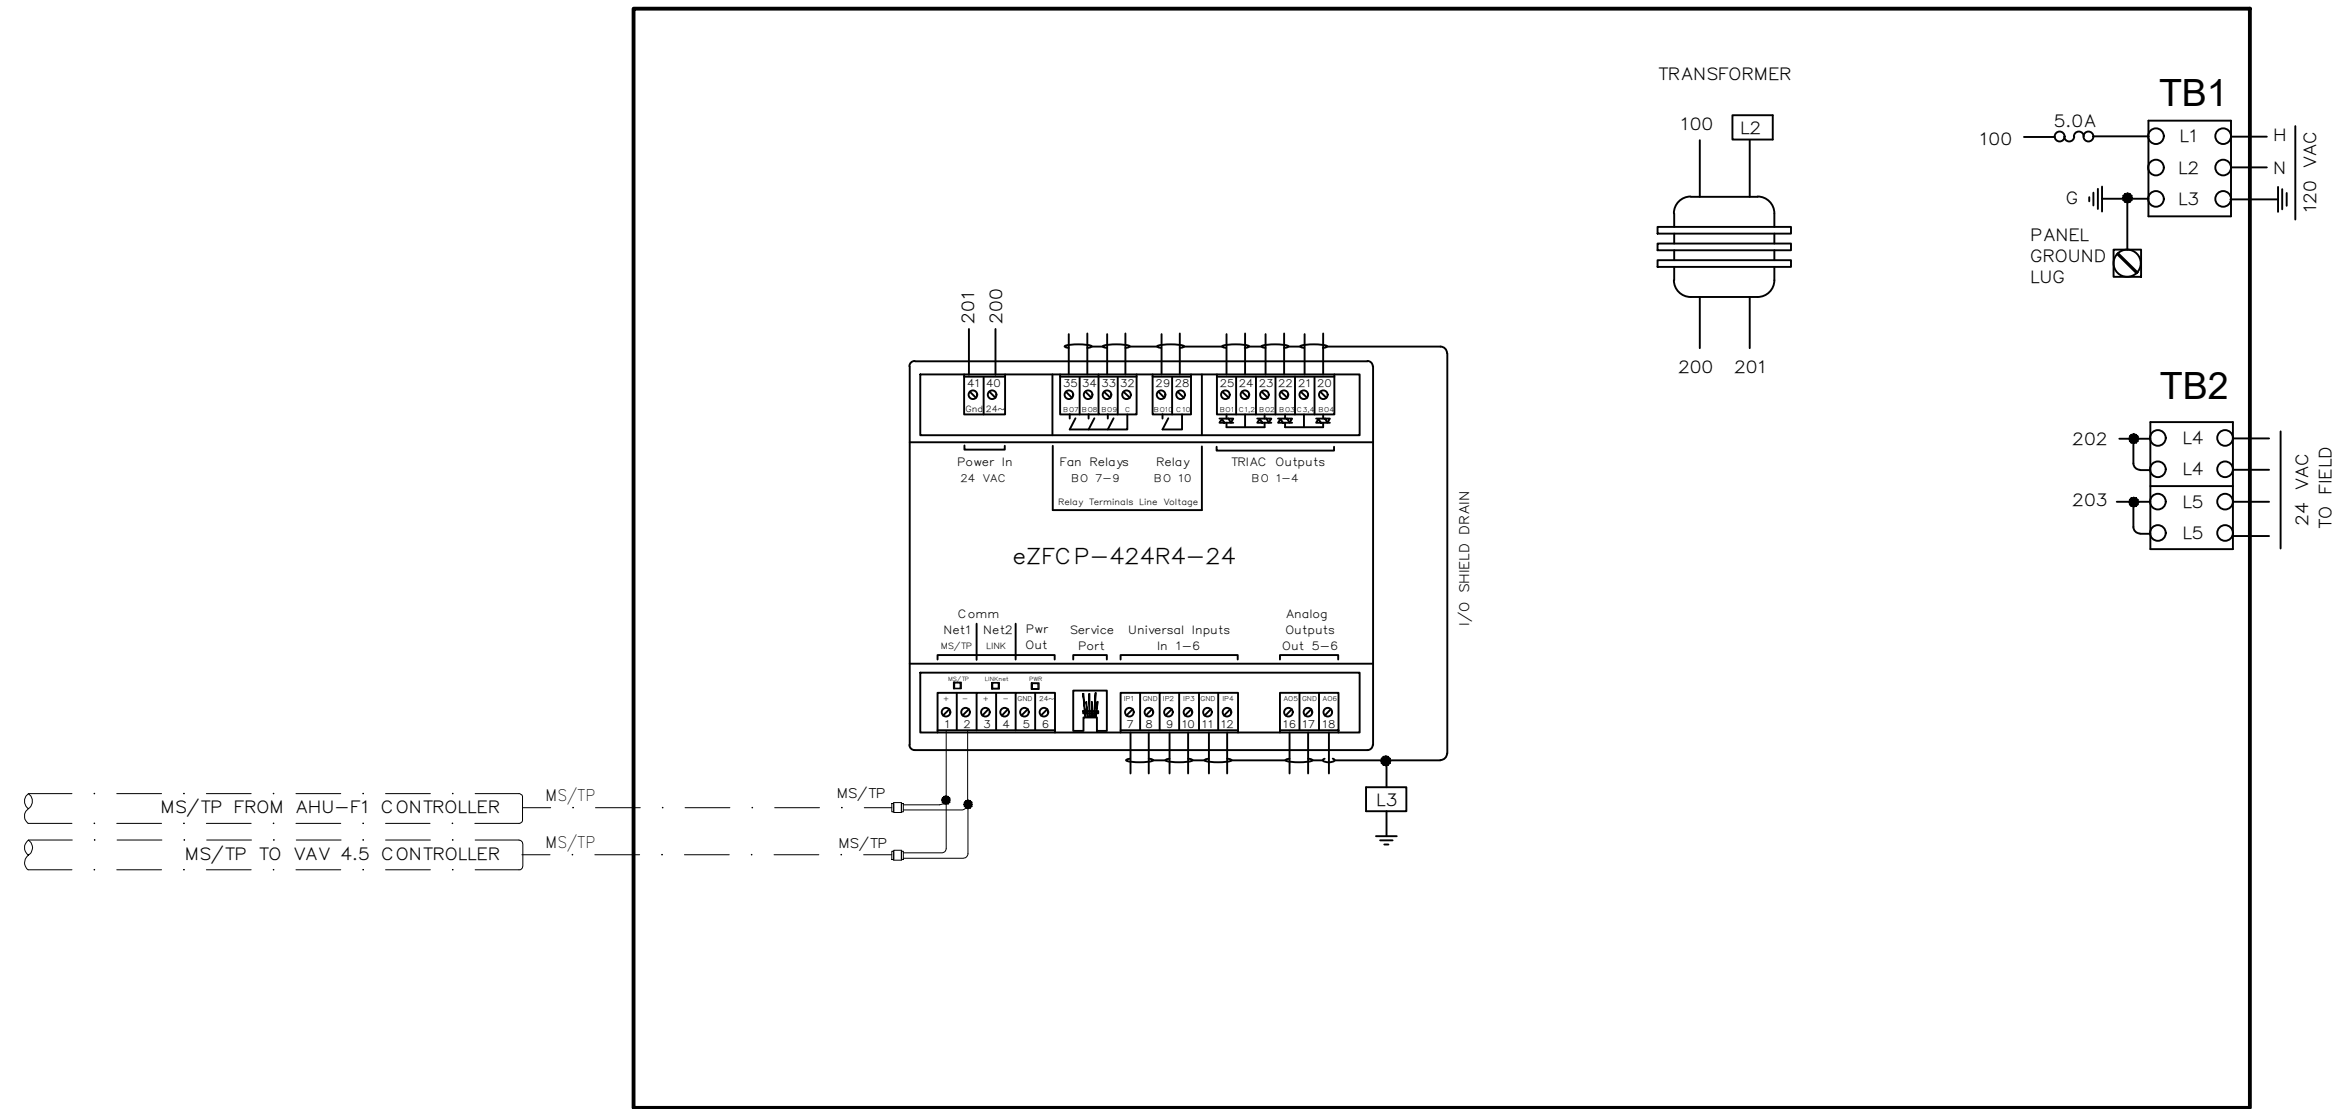 TRANSFORMER
100 L2
200 201
TB1
100 5.0A L1 H
L2 N
G L3
120 VAC
PANEL
GROUND
LUG
TB2
202 L4
L4
203 L5
L5
24 VAC
TO FIELD
201 200
41 40
Gnd 24~
35 34 33 32
BO7 BO8 BO9 C
29 28
BO10 C10
25 24 23 22 21 20
BO1 C1,2 BO2 BO3 C3,4 BO4
Power In
24 VAC
Fan Relays
BO 7-9
Relay
BO 10
Relay Terminals Line Voltage
TRIAC Outputs
BO 1-4
eZFCP-424R4-24
I/O SHIELD DRAIN
Comm
Net1 Net2
MS/TP LINK
Pwr
Out
Service
Port
Universal Inputs
In 1-6
Analog
Outputs
Out 5-6
MS/TP LINKnet PWR
+ - + - GND 24~
1 2 3 4 5 6
IP1 GND IP2 IP3 GND IP4
7 8 9 10 11 12
AO5 GND AO6
16 17 18
L3
MS/TP FROM AHU-F1 CONTROLLER MS/TP MS/TP
MS/TP TO VAV 4.5 CONTROLLER MS/TP MS/TP